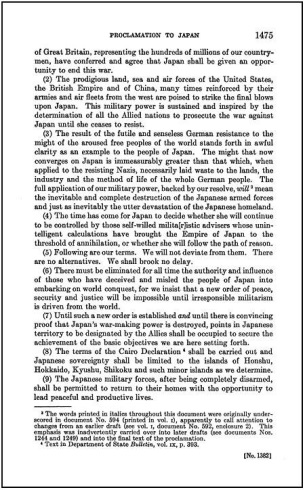 PROCLAMATION TO JAPAN 1475
of Great Britain, representing the hundreds of millions of our country-
men, have conferred and agree that Japan shall be given an oppor-
tunity to end this war.
(2) The prodigious land, sea and air forces of the United States,
the British Empire and of China, many times reinforced by their
armies and air fleets from the west are poised to strike the final blows
upon Japan. This military power is sustained and inspired by the
determination of all the Allied nations to prosecute the war against
Japan until she ceases to resist.
(3) The result of the futile and senseless German resistance to the
might of the aroused free peoples of the world stands forth in awful
clarity as an example to the people of Japan. The might that now
converges on Japan is immeasurably greater than that which, when
applied to the resisting Nazis, necessarily laid waste to the lands, the
industry and the method of life of the whole German people. The
full application of our military power, backed by our resolve, will³ mean
the inevitable and complete destruction of the Japanese armed forces
and just as inevitably the utter devastation of the Japanese homeland.
(4) The time has come for Japan to decide whether she will continue
to be controlled by those self-willed milita[r]istic advisers whose unin-
telligent calculations have brought the Empire of Japan to the
threshold of annihilation, or whether she will follow the path of reason.
(5) Following are our terms. We will not deviate from them. There
are no alternatives. We shall brook no delay.
(6) There must be eliminated for all time the authority and influence
of those who have deceived and misled the people of Japan into
embarking on world conquest, for we insist that a new order of peace,
security and justice will be impossible until irresponsible militarism
is driven from the world.
(7) Until such a new order is established and until there is convincing
proof that Japan's war-making power is destroyed, points in Japanese
territory to be designated by the Allies shall be occupied to secure the
achievement of the basic objectives we are here setting forth.
(8) The terms of the Cairo Declaration⁴ shall be carried out and
Japanese sovereignty shall be limited to the islands of Honshu,
Hokkaido, Kyushu, Shikoku and such minor islands as we determine.
(9) The Japanese military forces, after being completely disarmed,
shall be permitted to return to their homes with the opportunity to
lead peaceful and productive lives.
³ The words printed in italics throughout this document were originally under-
scored in document No. 594 (printed in vol. I), apparently to call attention to
changes from an earlier draft (see vol. I, document No. 592, enclosure 2). This
emphasis was inadvertently carried over into later drafts (see documents Nos.
1244 and 1249) and into the final text of the proclamation.
⁴ Text in Department of State Bulletin, vol. IX, p. 393.
[No. 1382]